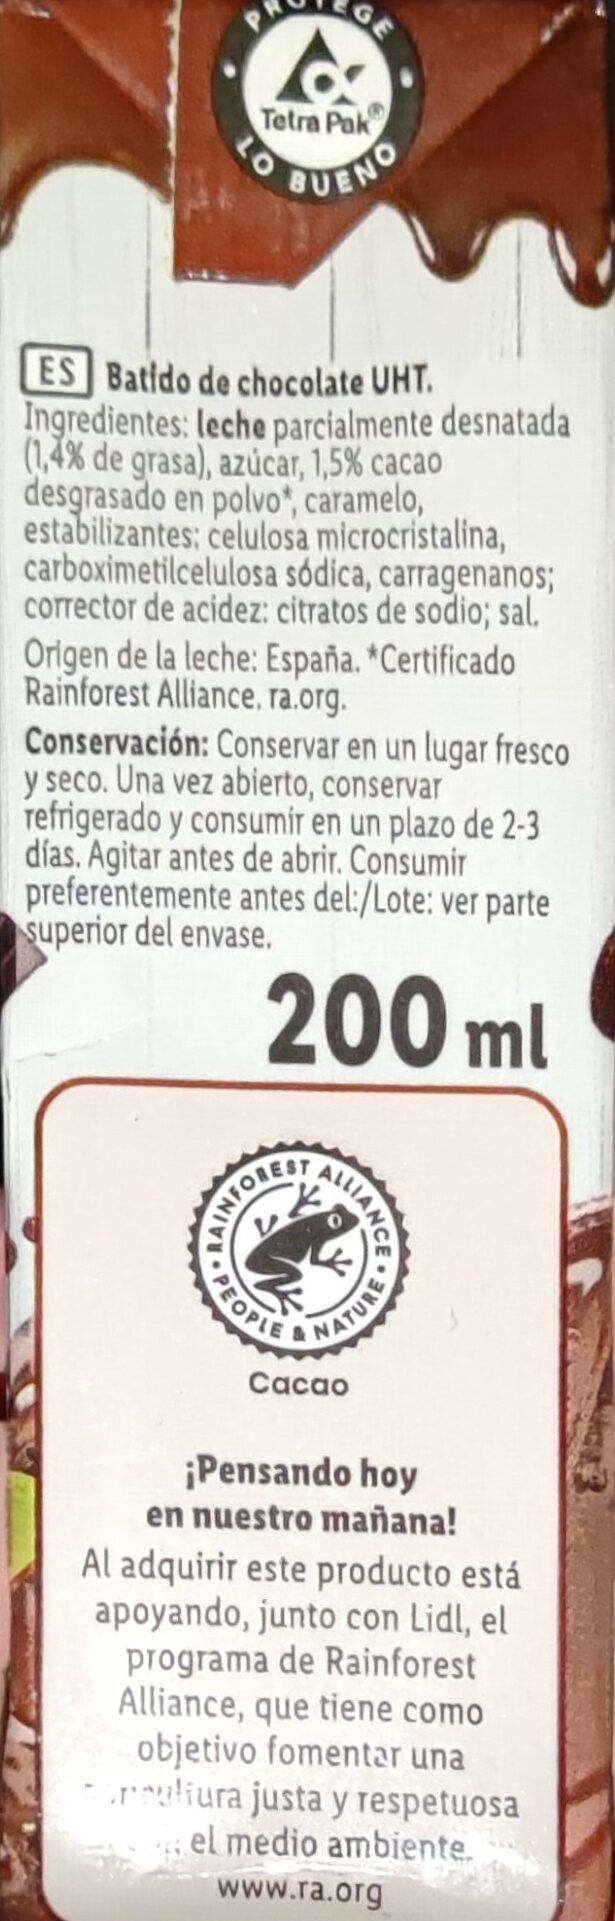 PROTEGE
Tetra Pak®
LO BUENO
ES Batido de chocolate UHT.
Ingredientes: leche parcialmente desnatada
(1,4% de grasa), azúcar, 1,5% cacao
desgrasado en polvo*, caramelo,
estabilizantes: celulosa microcristalina,
carboximetilcelulosa sódica, carragenanos;
corrector de acidez: citratos de sodio; sal.
Origen de la leche: España. *Certificado
Rainforest Alliance. ra.org.
Conservación: Conservar en un lugar fresco
y seco. Una vez abierto, conservar
refrigerado y consumir en un plazo de 2-3
días. Agitar antes de abrir. Consumir
preferentemente antes del:/Lote: ver parte
superior del envase.
200 ml
RAINFOREST ALLIANCE
PEOPLE & NATURE
Cacao
¡Pensando hoy
en nuestro mañana!
Al adquirir este producto está
apoyando, junto con Lidl, el
programa de Rainforest
Alliance, que tiene como
objetivo fomentar una
justa y respetuosa
el medio ambiente.
www.ra.org